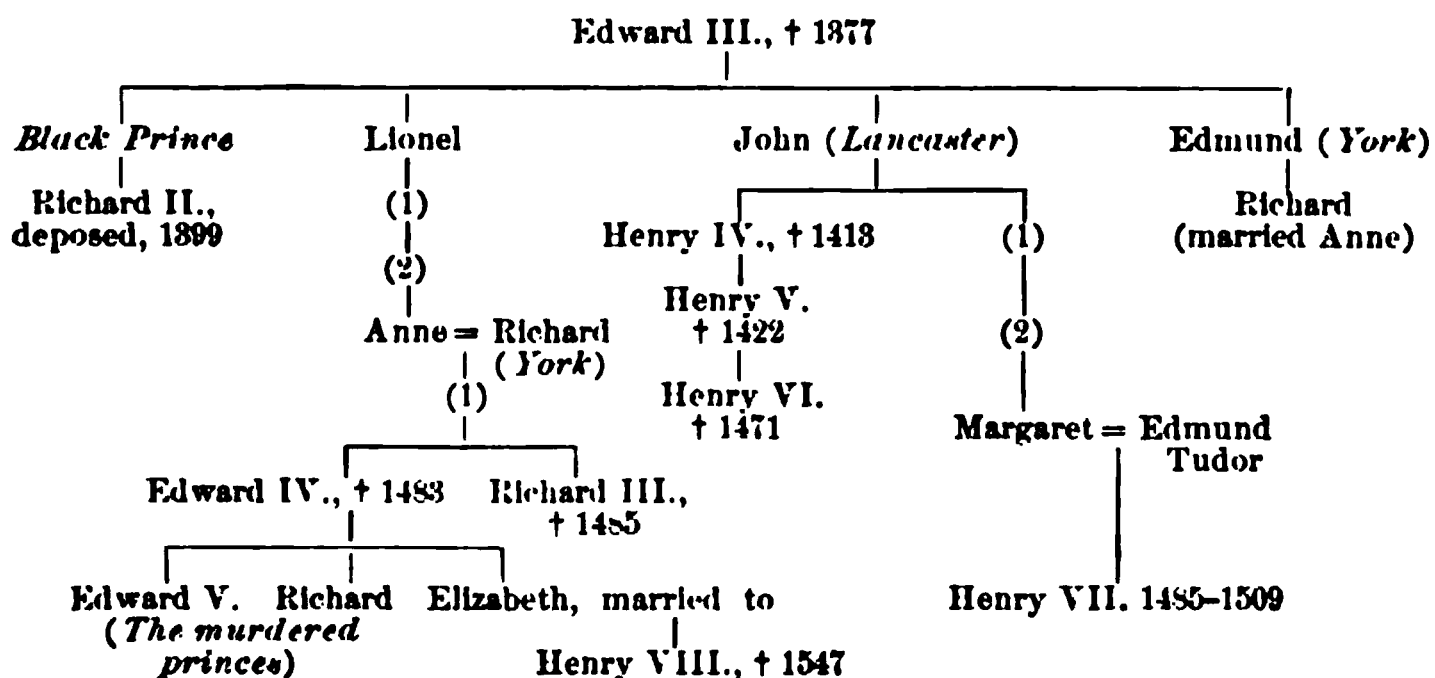 Edward III., † 1377
Black Prince Lionel John (Lancaster) Edmund (York)
Richard II., (1) Richard
deposed, 1399 Henry IV., † 1413 (1) (married Anne)
(2)
Henry V.
Anne = Richard † 1422 (2)
(York)
(1) Henry VI.
† 1471 Margaret = Edmund
Tudor
Edward IV., † 1483 Richard III.,
† 1485
Edward V. Richard Elizabeth, married to Henry VII. 1485–1509
(The murdered
princes) Henry VIII., † 1547